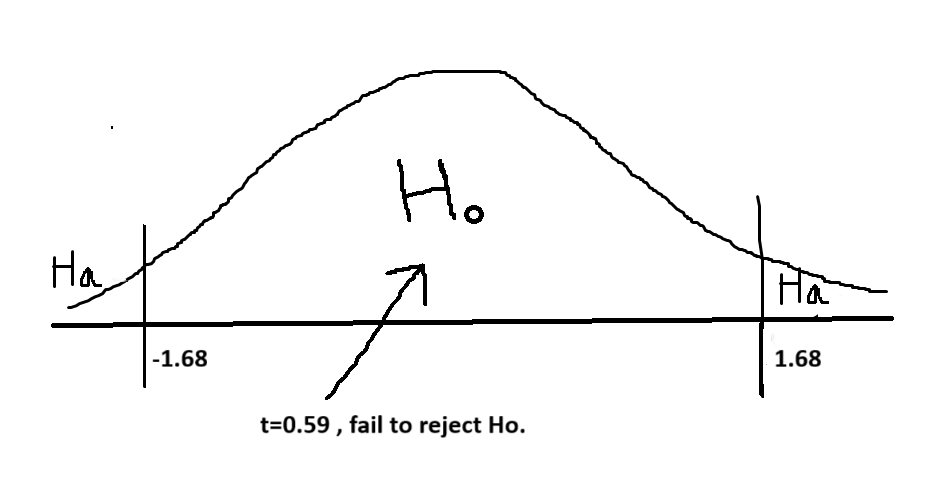 Ho
Ha
Ha
-1.68
1.68
t=0.59 , fail to reject Ho.